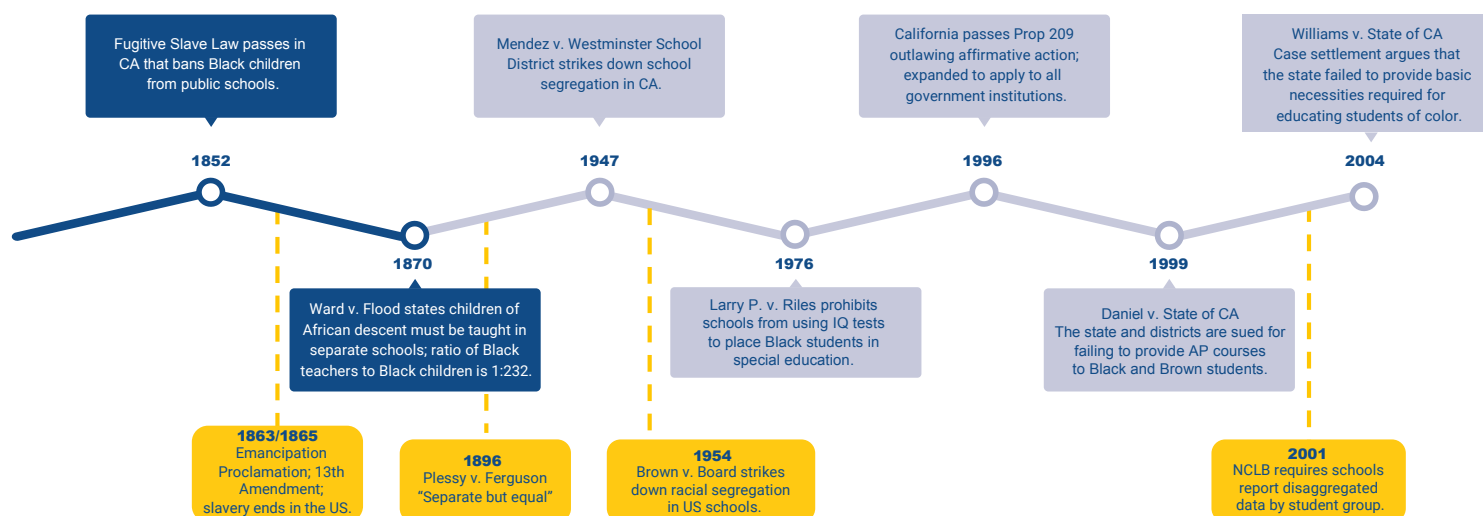 Fugitive Slave Law passes in
CA that bans Black children
from public schools.
1852
Mendez v. Westminster School
District strikes down school
segregation in CA.
1947
California passes Prop 209
outlawing affirmative action;
expanded to apply to all
government institutions.
1996
Williams v. State of CA
Case settlement argues that
the state failed to provide basic
necessities required for
educating students of color.
2004
1870
Ward v. Flood states children of
African descent must be taught in
separate schools; ratio of Black
teachers to Black children is 1:232.
1976
Larry P. v. Riles prohibits
schools from using IQ tests
to place Black students in
special education.
1999
Daniel v. State of CA
The state and districts are sued for
failing to provide AP courses
to Black and Brown students.
1863/1865
Emancipation
Proclamation; 13th
Amendment;
slavery ends in the US.
1896
Plessy v. Ferguson
“Separate but equal”
1954
Brown v. Board strikes
down racial segregation
in US schools.
2001
NCLB requires schools
report disaggregated
data by student group.